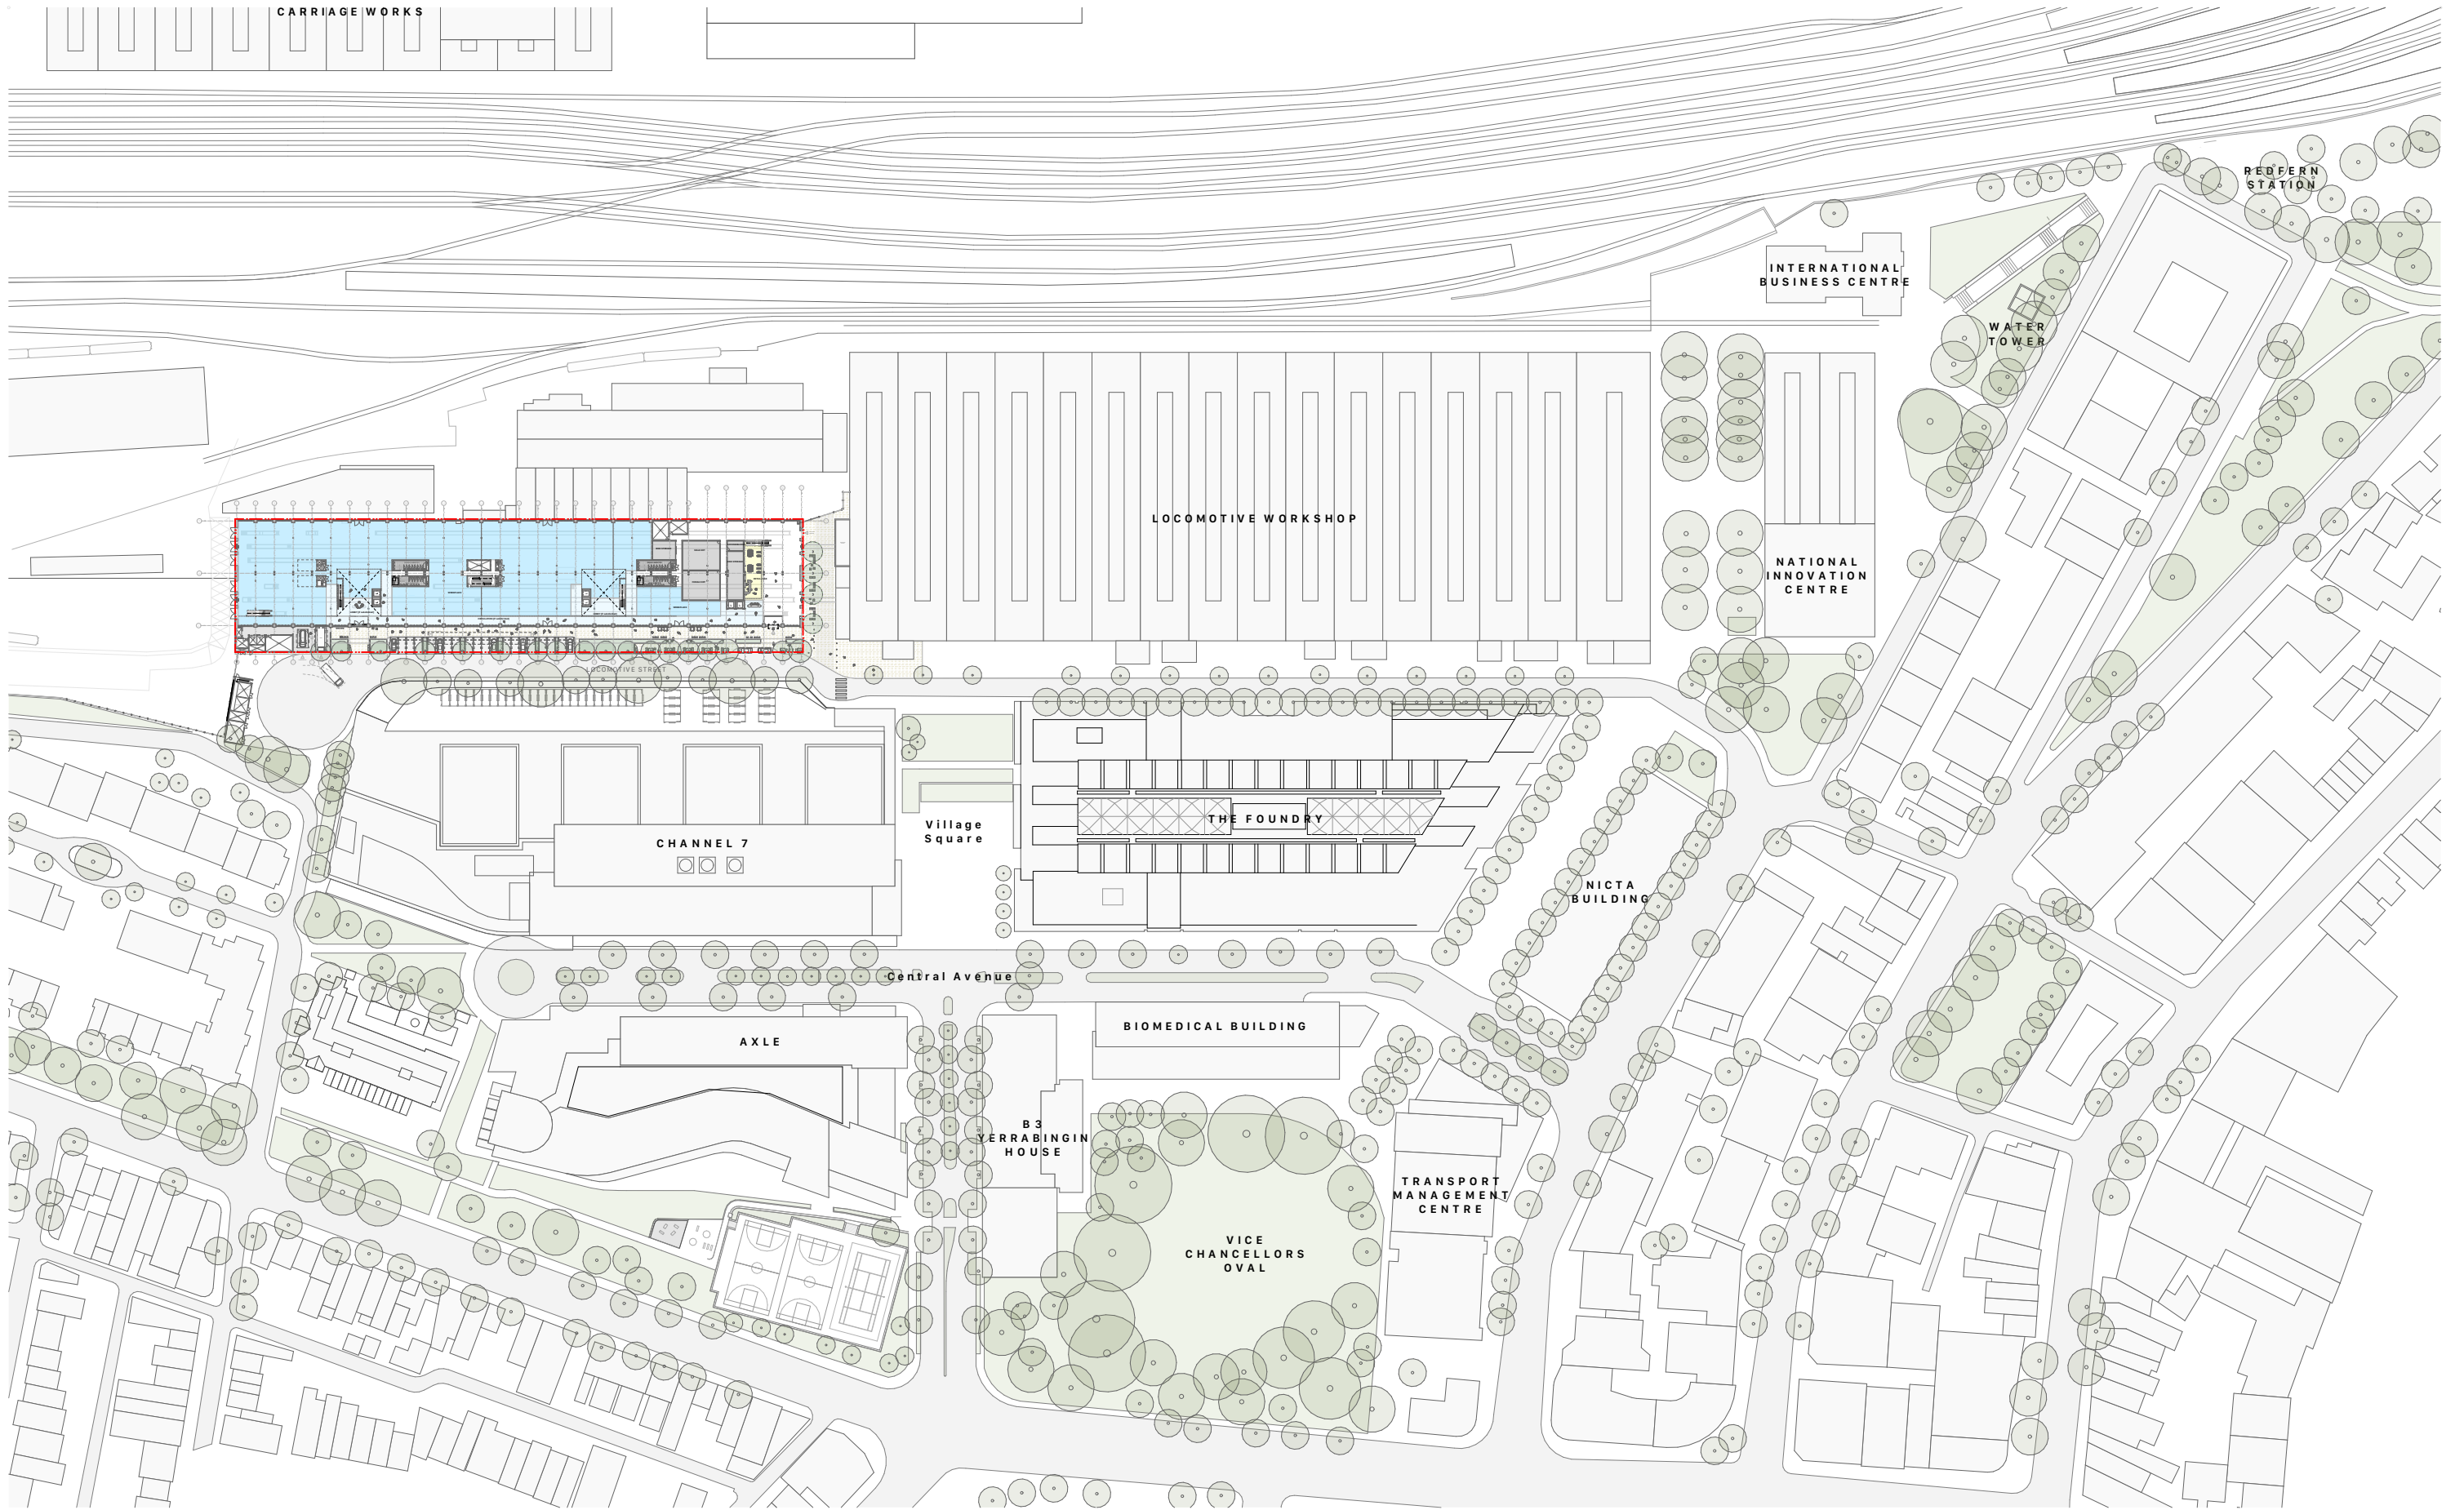 CARRIAGE WORKS
REDFERN
STATION
INTERNATIONAL
BUSINESS CENTRE
WATER
TOWER
LOCOMOTIVE WORKSHOP
NATIONAL
INNOVATION
CENTRE
LOCOMOTIVE STREET
Village
Square
THE FOUNDRY
CHANNEL 7
NICTA
BUILDING
Central Avenue
BIOMEDICAL BUILDING
AXLE
B3
YERRABINGIN
HOUSE
TRANSPORT
MANAGEMENT
CENTRE
VICE
CHANCELLORS
OVAL